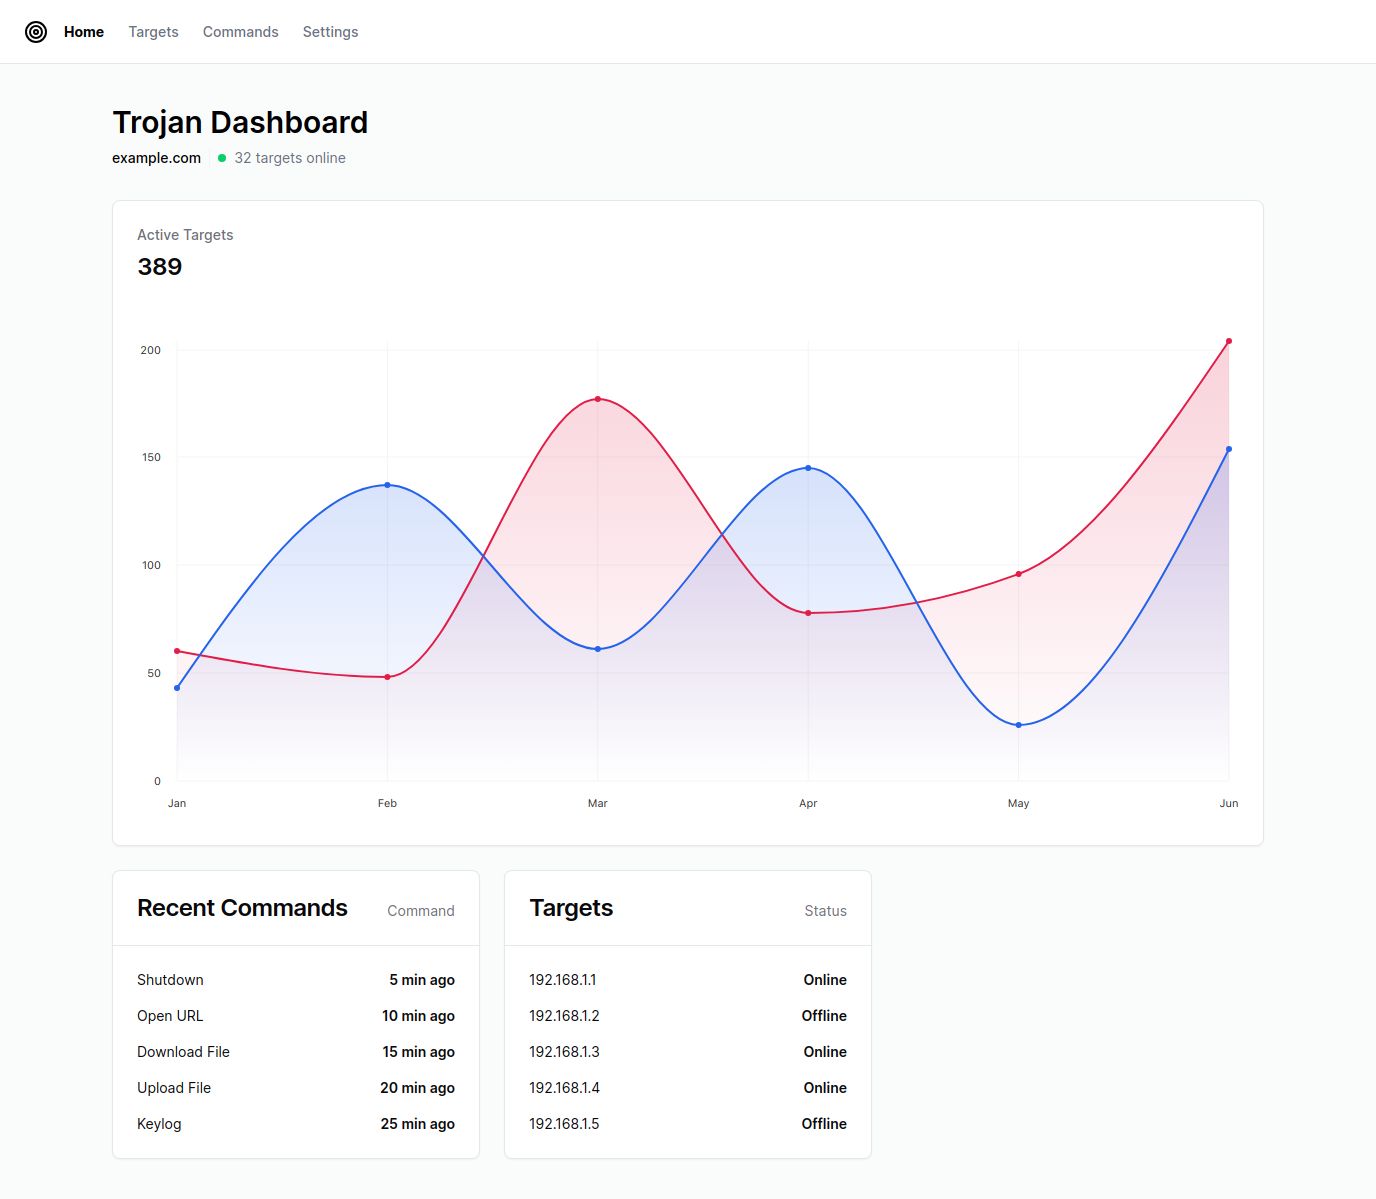 Home Targets Commands Settings
Trojan Dashboard
example.com 32 targets online
Active Targets
389
200
150
100
50
0
Jan Feb Mar Apr May Jun
Recent Commands Command
Shutdown 5 min ago
Open URL 10 min ago
Download File 15 min ago
Upload File 20 min ago
Keylog 25 min ago
Targets Status
192.168.1.1 Online
192.168.1.2 Offline
192.168.1.3 Online
192.168.1.4 Online
192.168.1.5 Offline